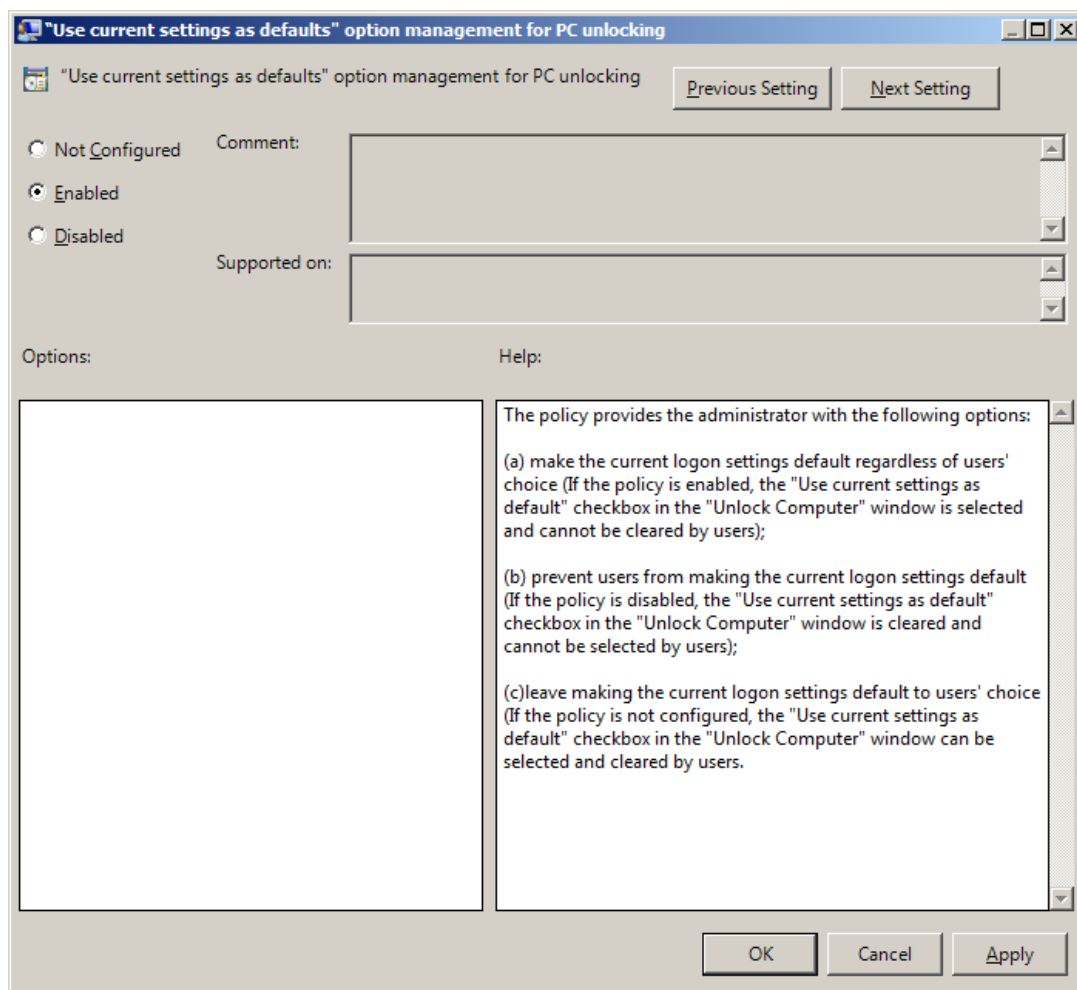 "Use current settings as defaults" option management for PC unlocking
"Use current settings as defaults" option management for PC unlocking
Previous Setting
Next Setting
Not Configured
Comment:
Enabled
Disabled
Supported on:
Options:
Help:
The policy provides the administrator with the following options:
(a) make the current logon settings default regardless of users'
choice (If the policy is enabled, the "Use current settings as
default" checkbox in the "Unlock Computer" window is selected
and cannot be cleared by users);
(b) prevent users from making the current logon settings default
(If the policy is disabled, the "Use current settings as default"
checkbox in the "Unlock Computer" window is cleared and
cannot be selected by users);
(c)leave making the current logon settings default to users' choice
(If the policy is not configured, the "Use current settings as
default" checkbox in the "Unlock Computer" window can be
selected and cleared by users.
OK
Cancel
Apply